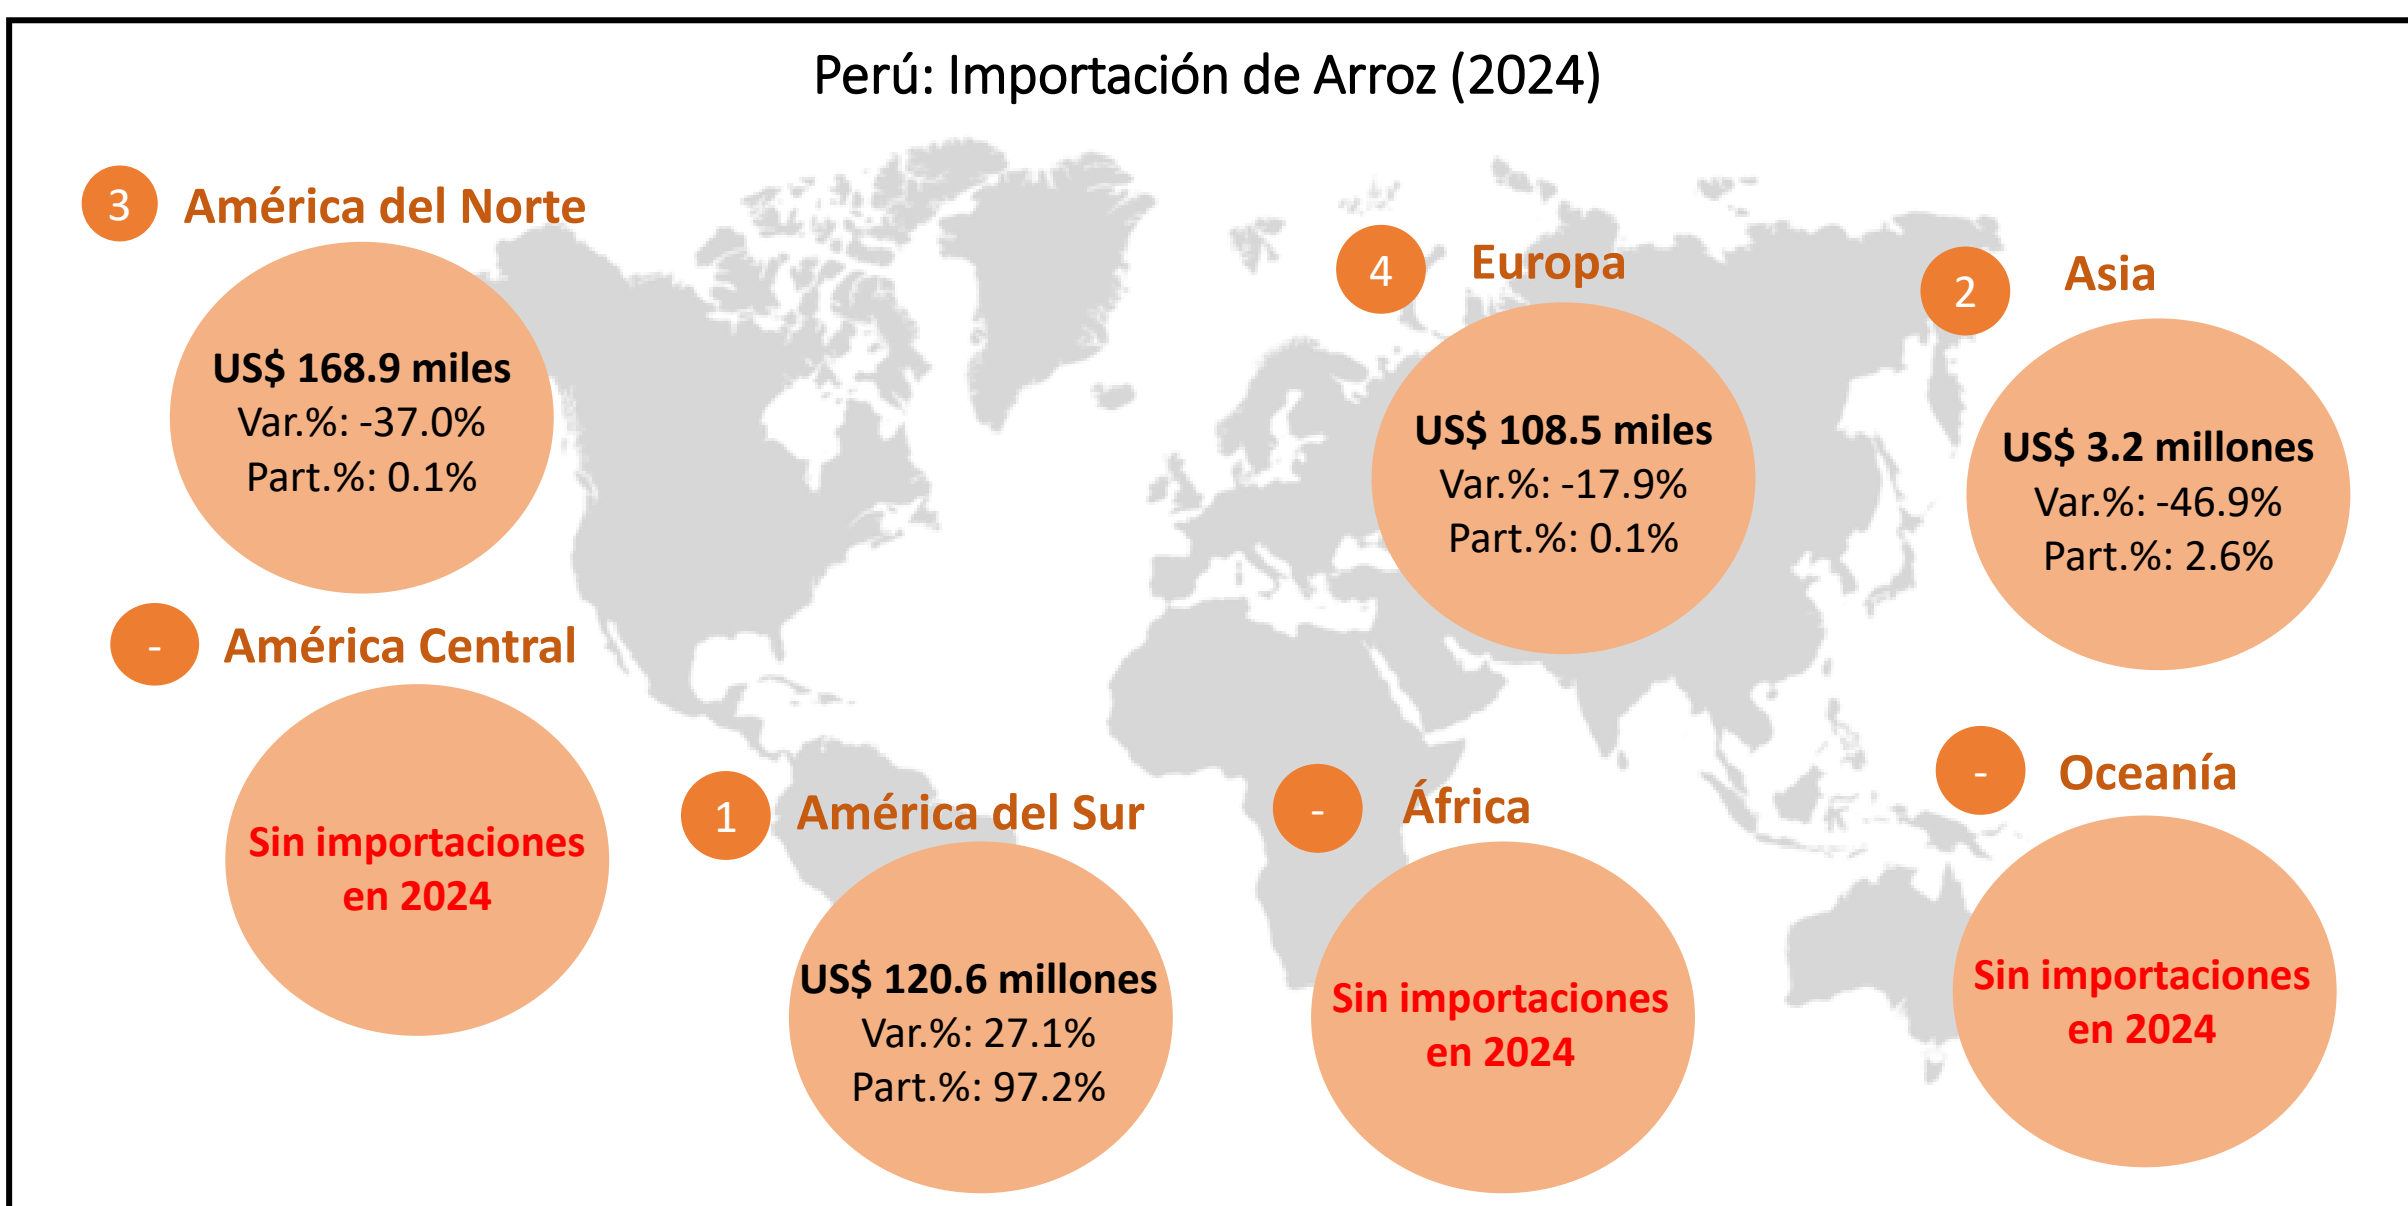 Perú: Importación de Arroz (2024)
3
América del Norte
US$ 168.9 miles
Var.%: -37.0%
Part.%: 0.1%
4
Europa
US$ 108.5 miles
Var.%: -17.9%
Part.%: 0.1%
2
Asia
US$ 3.2 millones
Var.%: -46.9%
Part.%: 2.6%
-
América Central
Sin importaciones
en 2024
1
América del Sur
US$ 120.6 millones
Var.%: 27.1%
Part.%: 97.2%
-
África
Sin importaciones
en 2024
-
Oceanía
Sin importaciones
en 2024